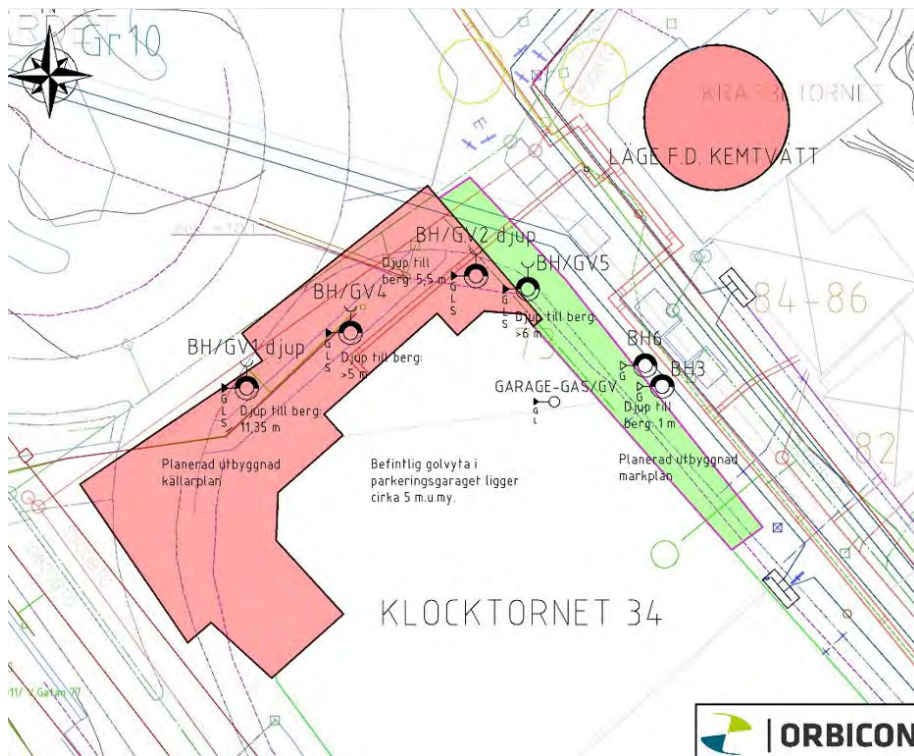 Gr 10
LÄGE F.D. KEMTVÄTT
BH/GV2 djup
Djup till
berg: 5,5 m
BH/GV5
Djup till
berg:
>6 m
84-86
BH/GV4
Djup till berg:
>5 m
BH6
BH3
Djup till
berg: 1 m
BH/GV1 djup
Djup till berg:
11,35 m
GARAGE-GAS/GV
82
Planerad utbyggnad
källarplan
Befintlig golvyta i
parkeringsgaraget ligger
cirka 5 m.u.my.
Planerad utbyggnad
markplan
KLOCKTORNET 34
ORBICON